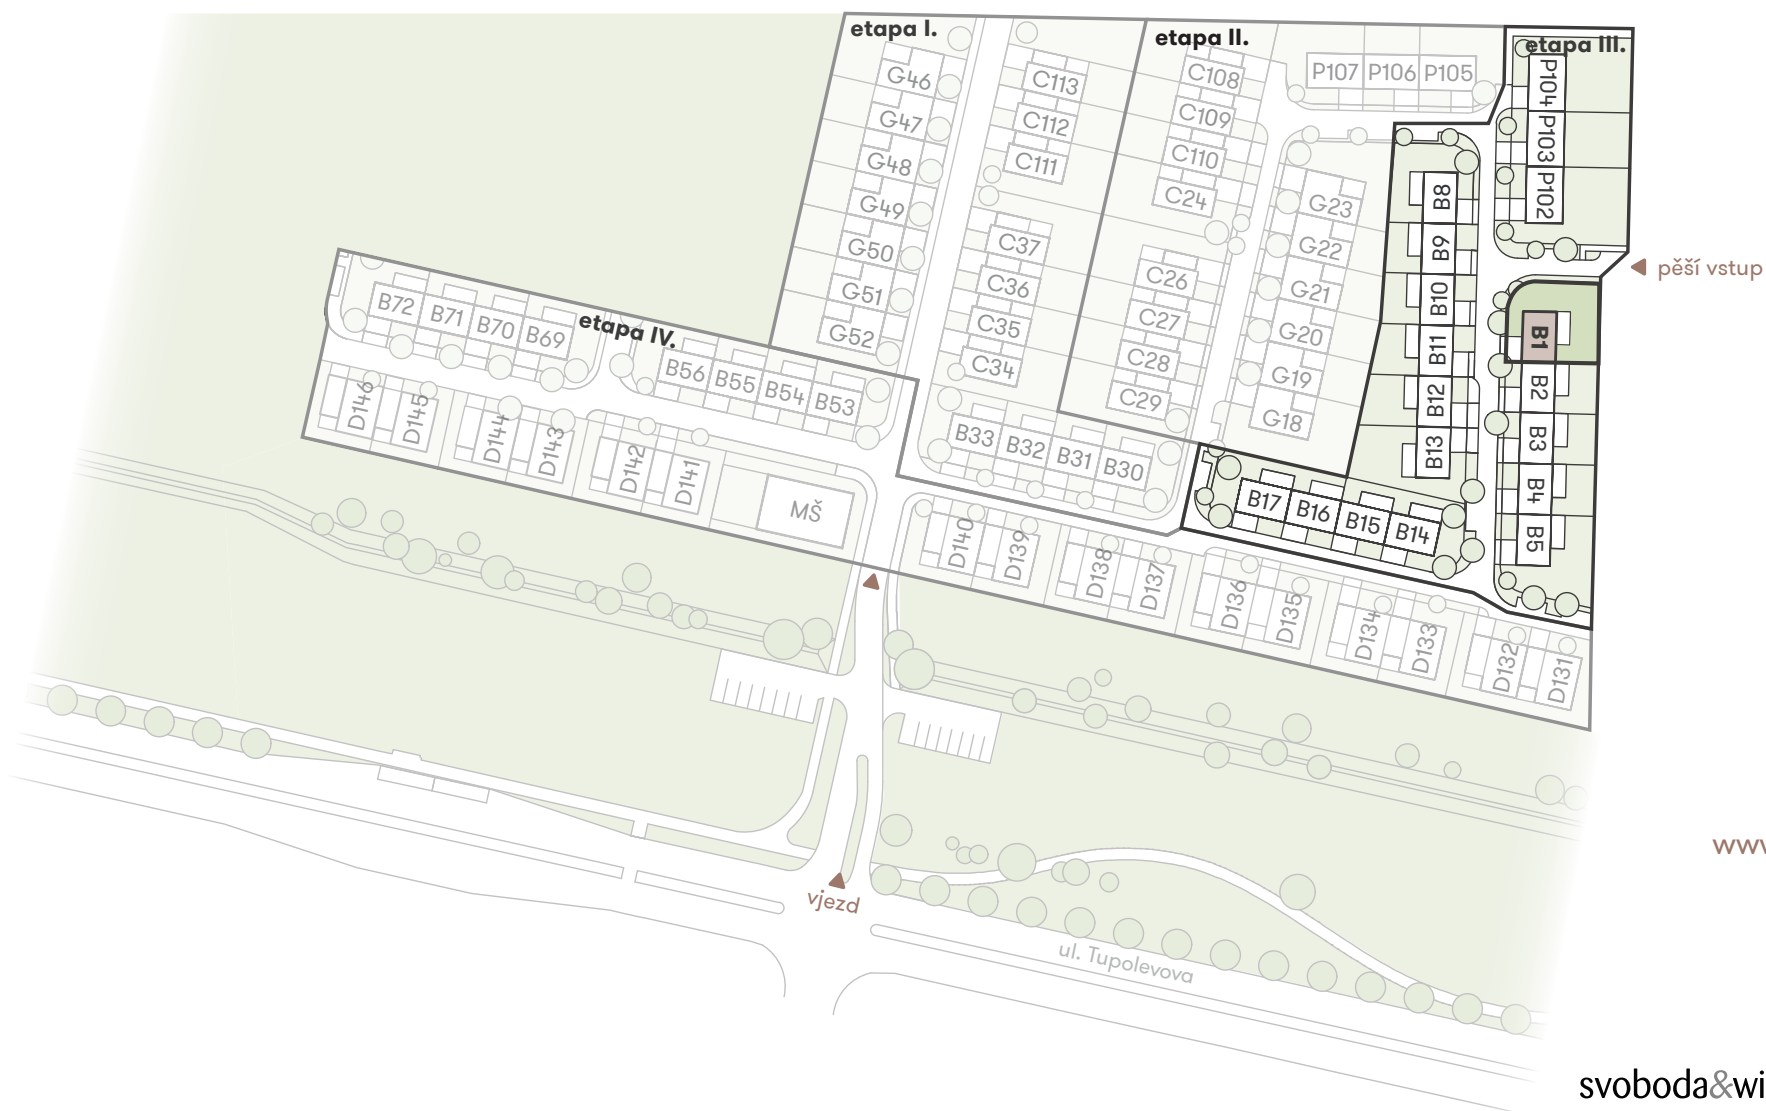 etapa I.
etapa II.
etapa III.
G46
G47
G48
G49
G50
G51
G52
C113
C112
C111
C37
C36
C35
C34
C108
C109
C110
C24
C26
C27
C28
C29
P107
P106
P105
G23
G22
G21
G20
G19
G18
P104
P103
P102
B8
B9
B10
B11
B12
B13
pěší vstup
B1
B2
B3
B4
B5
B72
B71
B70
B69
etapa IV.
B56
B55
B54
B53
B33
B32
B31
B30
B17
B16
B15
B14
D146
D145
D144
D143
D142
D141
MŠ
D140
D139
D138
D137
D136
D135
D134
D133
D132
D131
www
vjezd
ul. Tupolevova
svoboda&wi